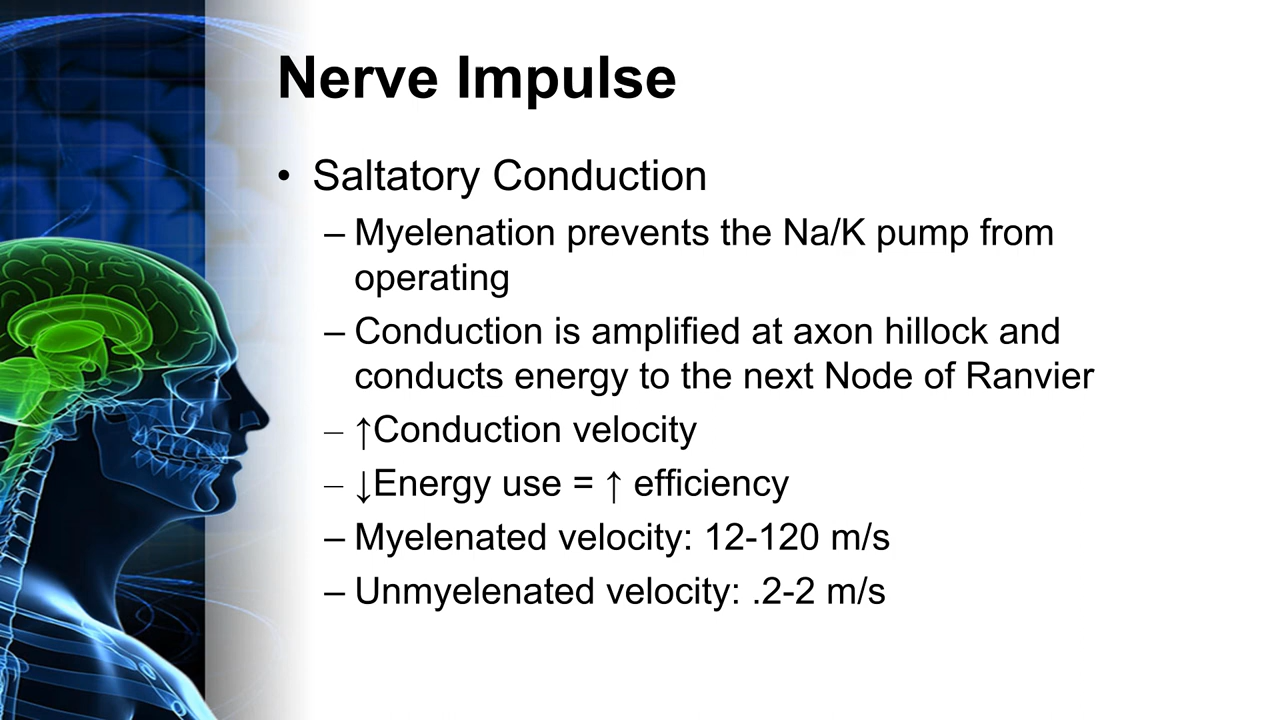 Nerve Impulse
• Saltatory Conduction
– Myelenation prevents the Na/K pump from
operating
– Conduction is amplified at axon hillock and
conducts energy to the next Node of Ranvier
– ↑Conduction velocity
– ↓Energy use = ↑ efficiency
– Myelenated velocity: 12-120 m/s
– Unmyelenated velocity: .2-2 m/s